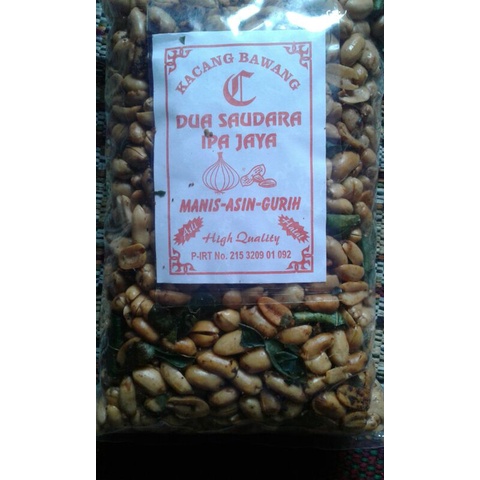 KACANG BAWANG
C
DUA SAUDARA
IPA JAYA
MANIS-ASIN-GURIH
Asli
Halal
High Quality
P-IRT No. 215 3209 01 092